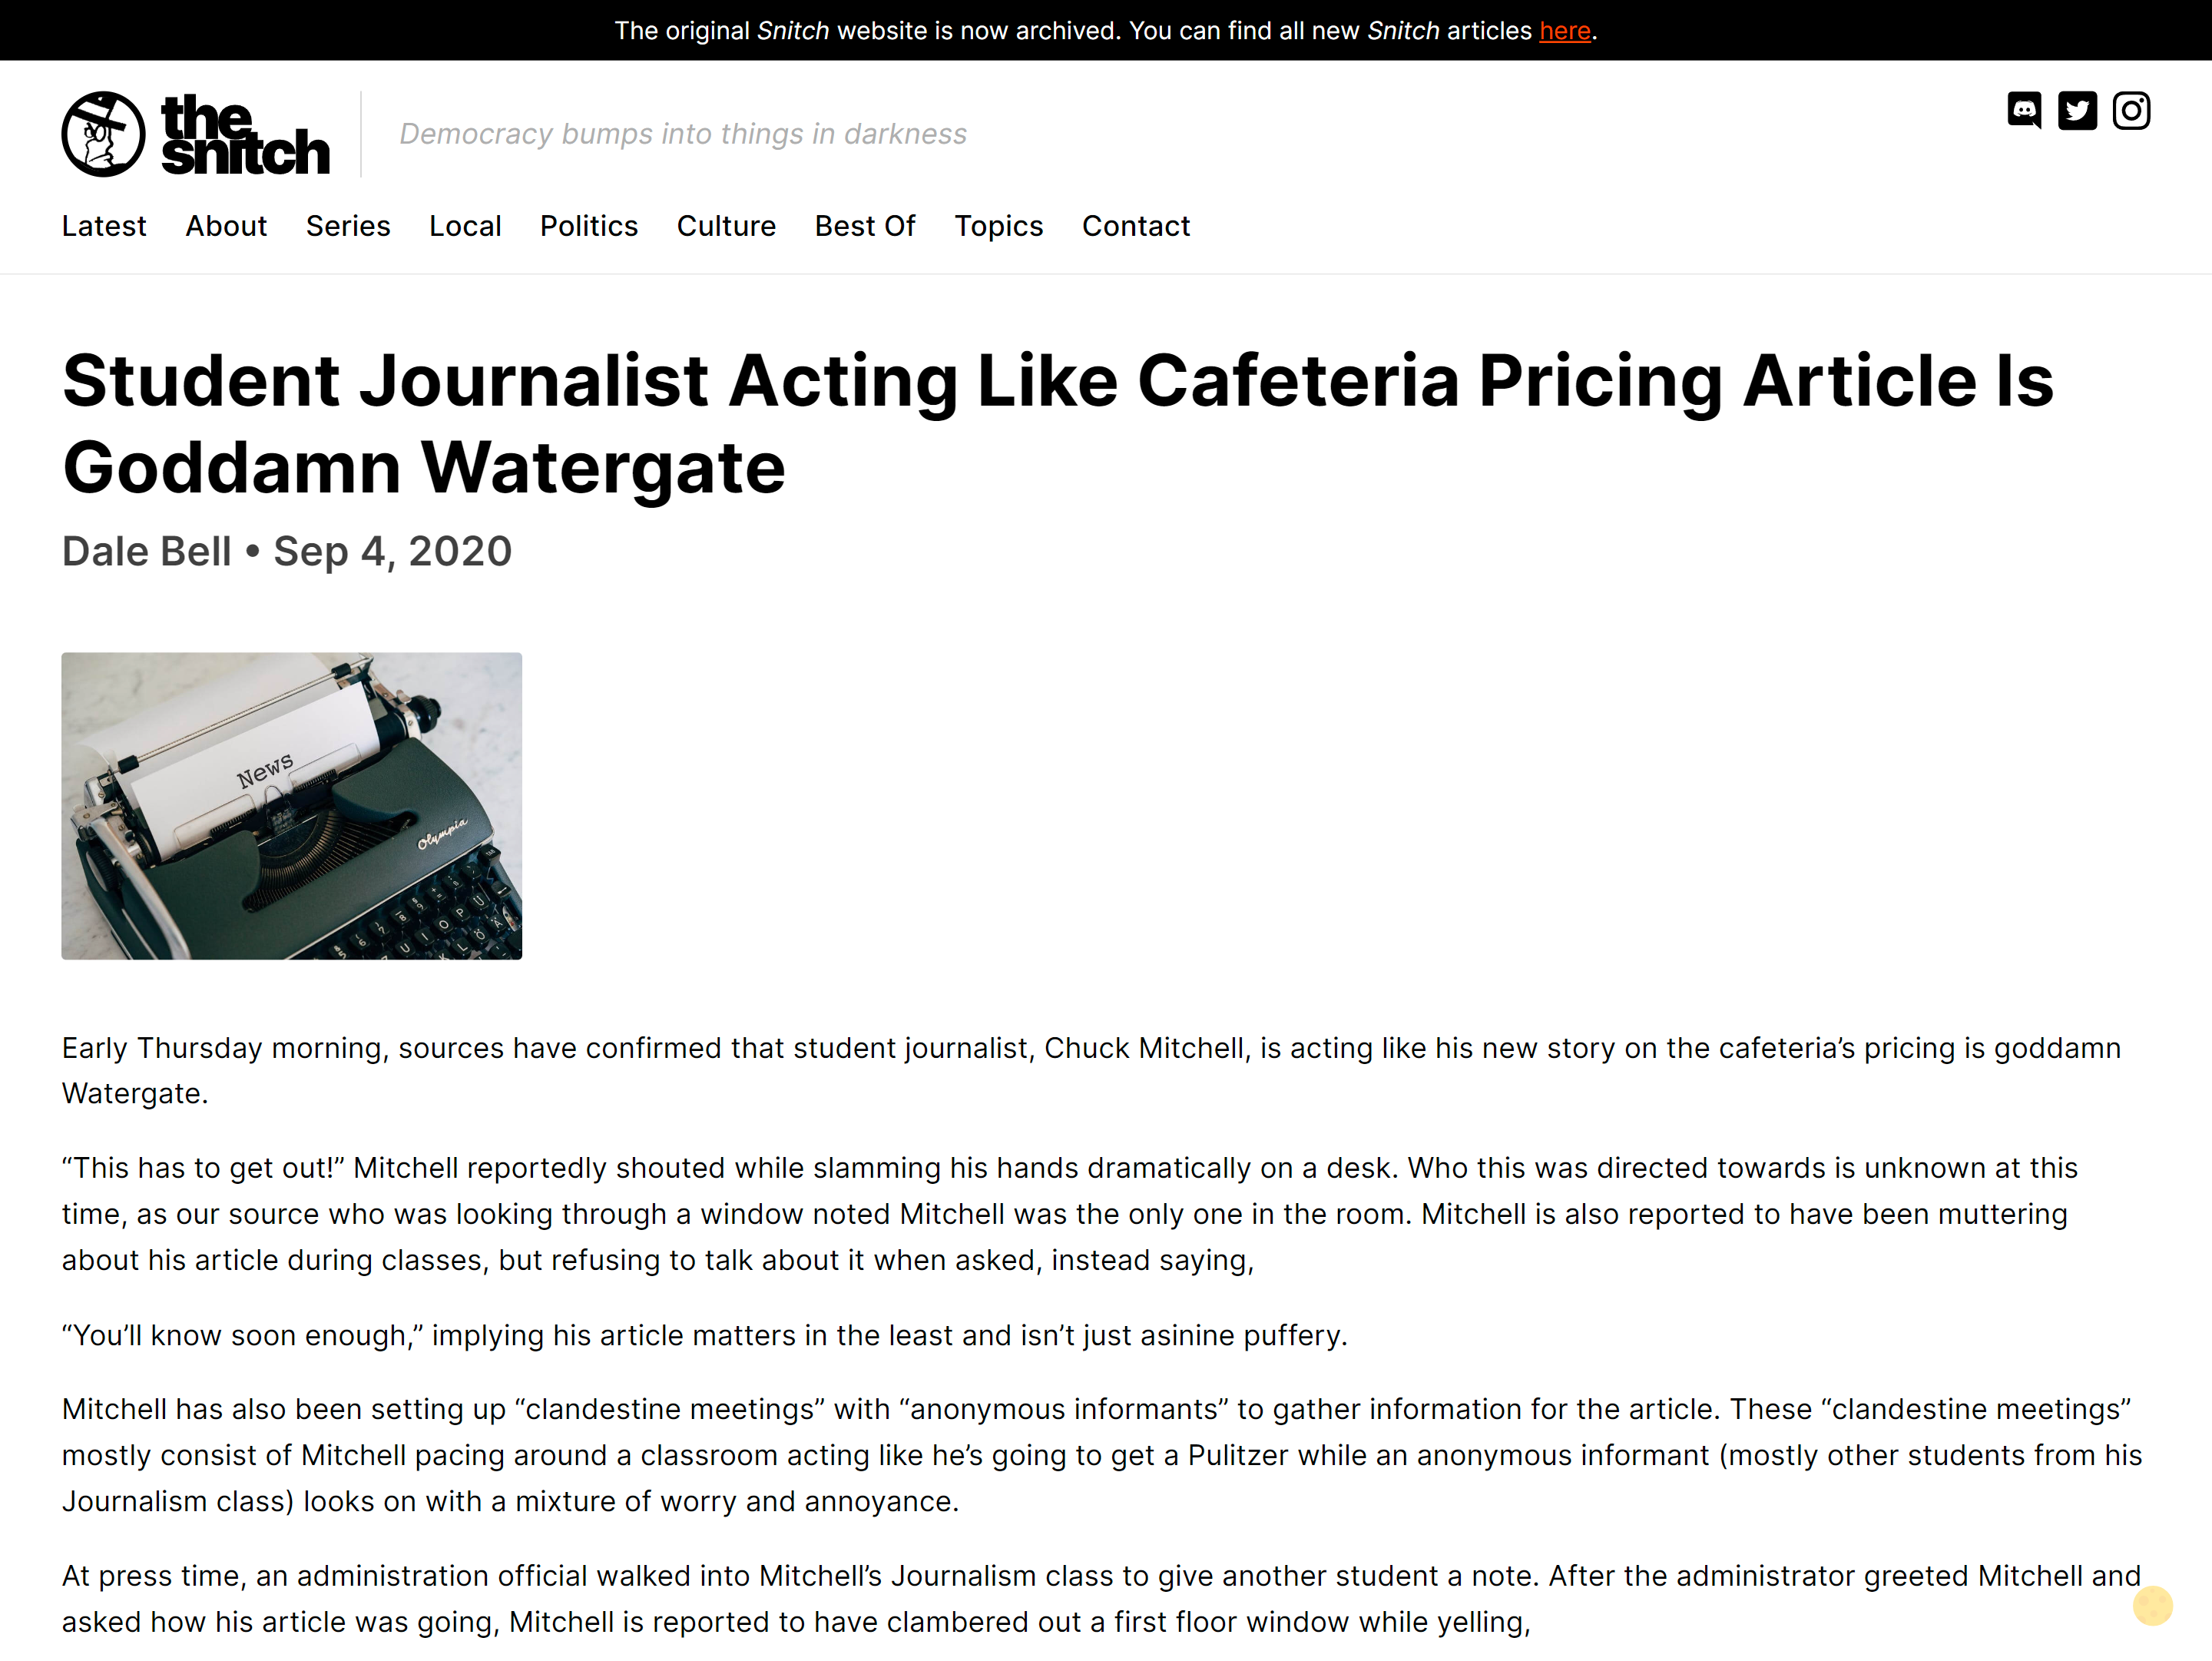 The original Snitch website is now archived. You can find all new Snitch articles here.
the
snitch
Democracy bumps into things in darkness
Latest About Series Local Politics Culture Best Of Topics Contact
Student Journalist Acting Like Cafeteria Pricing Article Is
Goddamn Watergate
Dale Bell • Sep 4, 2020
News
Olympia
Early Thursday morning, sources have confirmed that student journalist, Chuck Mitchell, is acting like his new story on the cafeteria’s pricing is goddamn
Watergate.
“This has to get out!” Mitchell reportedly shouted while slamming his hands dramatically on a desk. Who this was directed towards is unknown at this
time, as our source who was looking through a window noted Mitchell was the only one in the room. Mitchell is also reported to have been muttering
about his article during classes, but refusing to talk about it when asked, instead saying,
“You’ll know soon enough,” implying his article matters in the least and isn’t just asinine puffery.
Mitchell has also been setting up “clandestine meetings” with “anonymous informants” to gather information for the article. These “clandestine meetings”
mostly consist of Mitchell pacing around a classroom acting like he’s going to get a Pulitzer while an anonymous informant (mostly other students from his
Journalism class) looks on with a mixture of worry and annoyance.
At press time, an administration official walked into Mitchell’s Journalism class to give another student a note. After the administrator greeted Mitchell and
asked how his article was going, Mitchell is reported to have clambered out a first floor window while yelling,